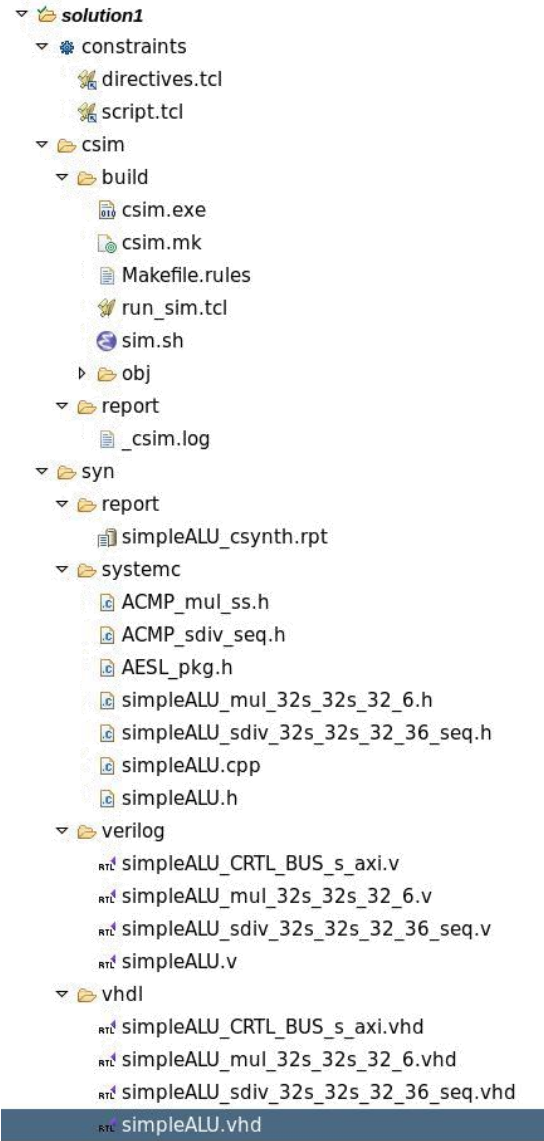 solution1
constraints
directives.tcl
script.tcl
csim
build
csim.exe
csim.mk
Makefile.rules
run_sim.tcl
sim.sh
obj
report
_csim.log
syn
report
simpleALU_csynth.rpt
systemc
ACMP_mul_ss.h
ACMP_sdiv_seq.h
AESL_pkg.h
simpleALU_mul_32s_32s_32_6.h
simpleALU_sdiv_32s_32s_32_36_seq.h
simpleALU.cpp
simpleALU.h
verilog
simpleALU_CRTL_BUS_s_axi.v
simpleALU_mul_32s_32s_32_6.v
simpleALU_sdiv_32s_32s_32_36_seq.v
simpleALU.v
vhdl
simpleALU_CRTL_BUS_s_axi.vhd
simpleALU_mul_32s_32s_32_6.vhd
simpleALU_sdiv_32s_32s_32_36_seq.vhd
simpleALU.vhd